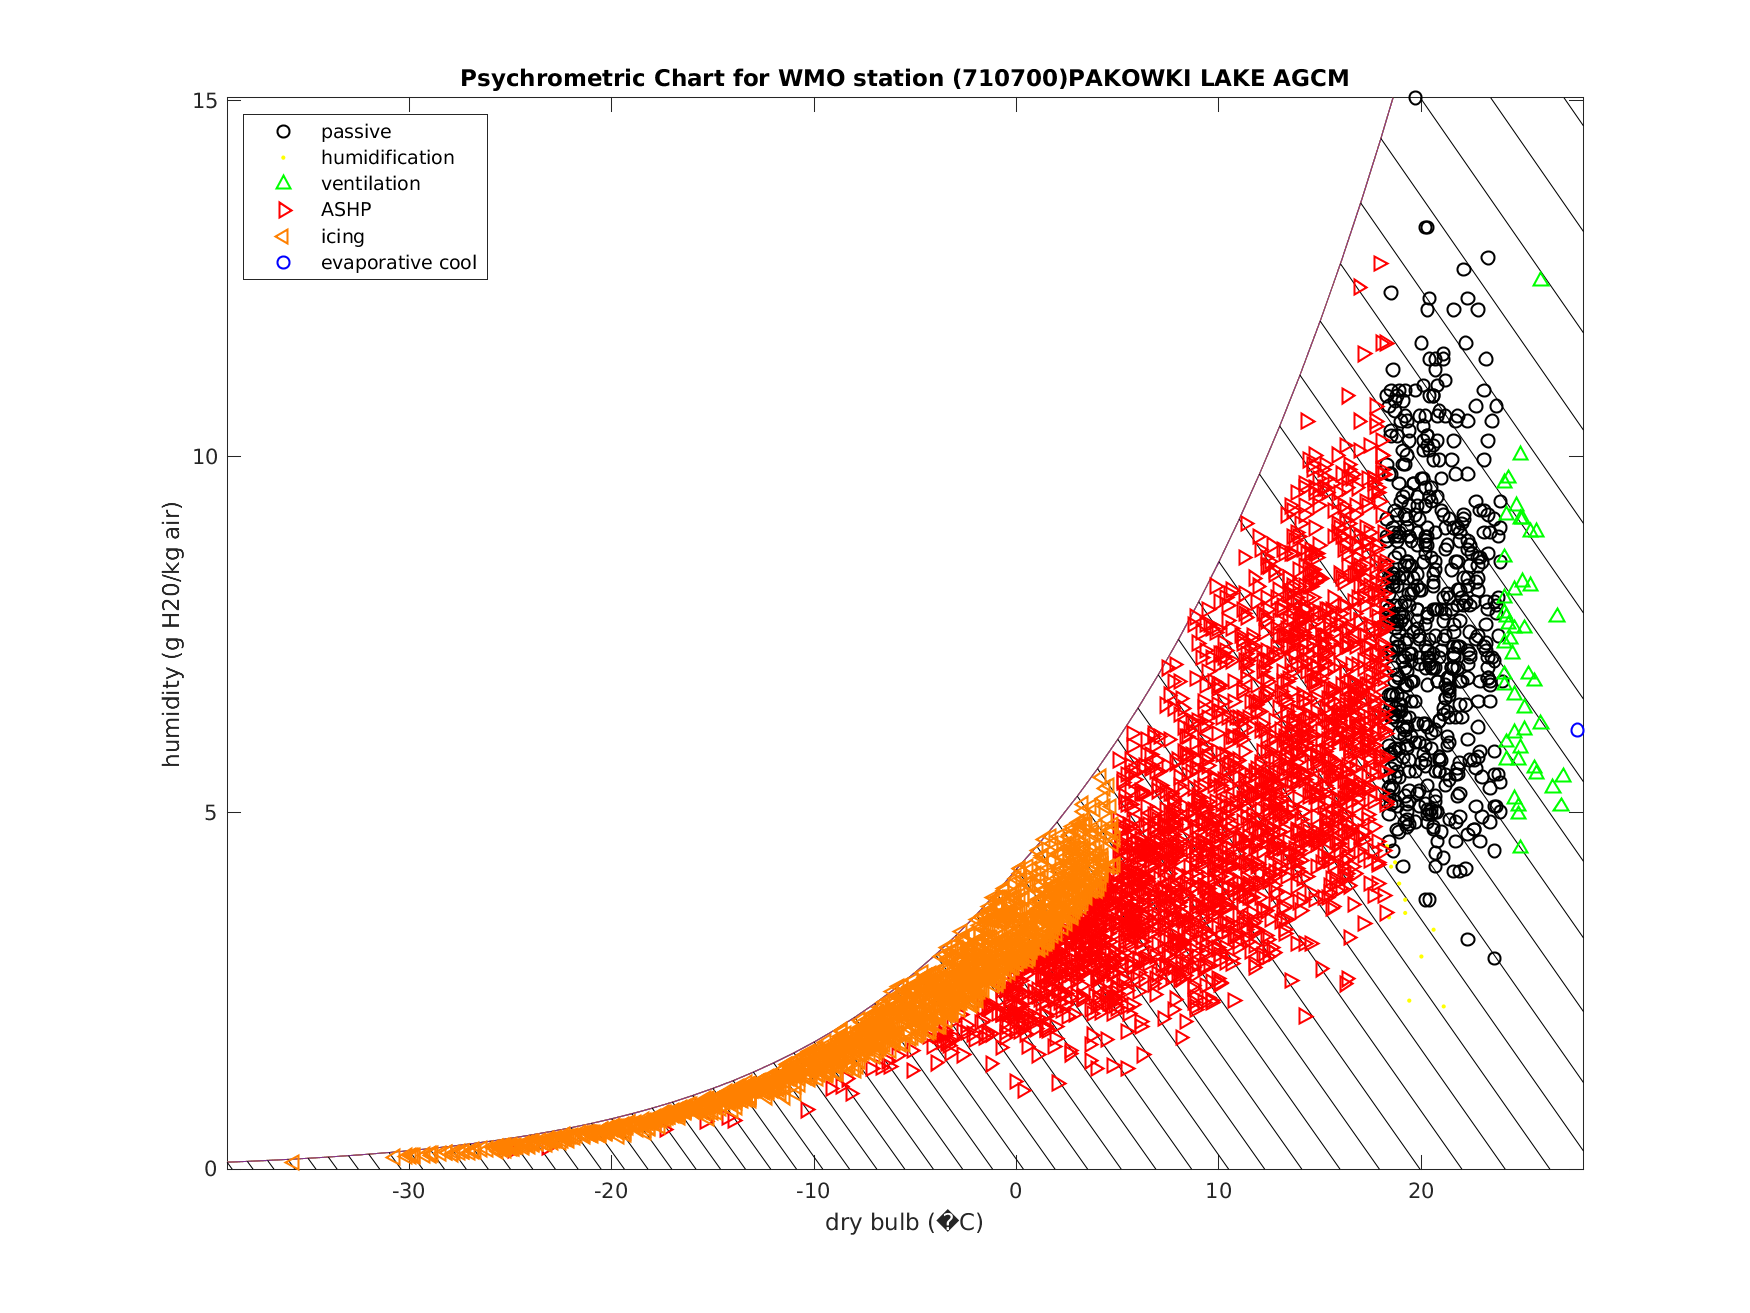 Psychrometric Chart for WMO station (710700)PAKOWKI LAKE AGCM
passive
humidification
ventilation
ASHP
icing
evaporative cool
15
10
5
0
humidity (g H20/kg air)
-30
-20
-10
0
10
20
dry bulb (�C)